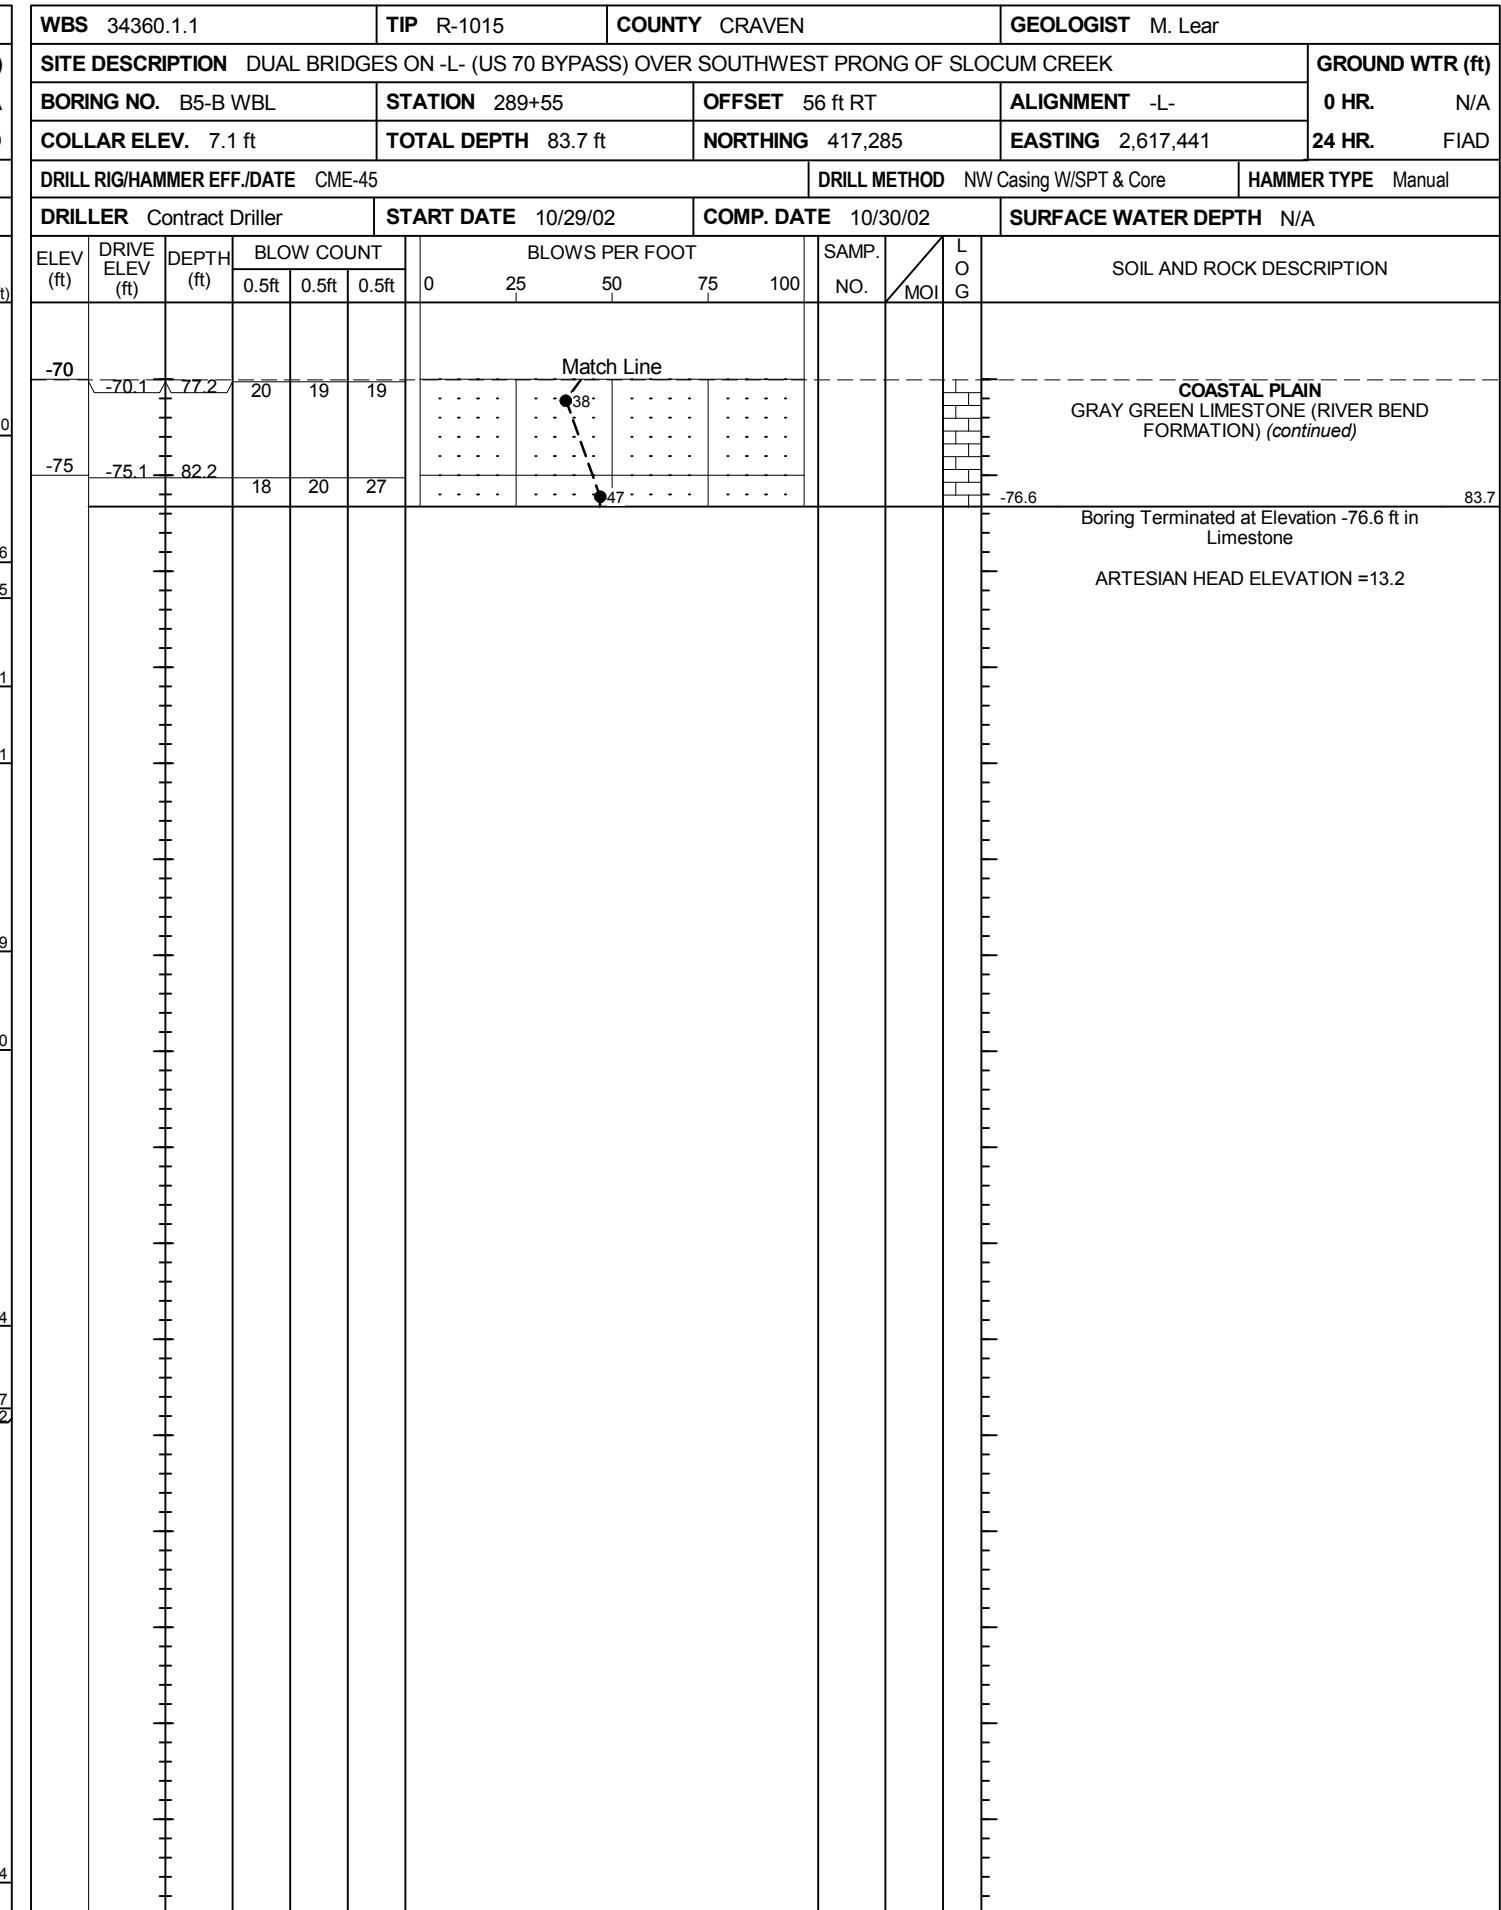 WBS 34360.1.1 TIP R-1015 COUNTY CRAVEN GEOLOGIST M. Lear
SITE DESCRIPTION DUAL BRIDGES ON -L- (US 70 BYPASS) OVER SOUTHWEST PRONG OF SLOCUM CREEK GROUND WTR (ft)
BORING NO. B5-B WBL STATION 289+55 OFFSET 56 ft RT ALIGNMENT -L- 0 HR. N/A
COLLAR ELEV. 7.1 ft TOTAL DEPTH 83.7 ft NORTHING 417,285 EASTING 2,617,441 24 HR. FIAD
DRILL RIG/HAMMER EFF./DATE CME-45 DRILL METHOD NW Casing W/SPT & Core HAMMER TYPE Manual
DRILLER Contract Driller START DATE 10/29/02 COMP. DATE 10/30/02 SURFACE WATER DEPTH N/A
ELEV (ft) DRIVE ELEV (ft) DEPTH (ft) BLOW COUNT BLOWS PER FOOT SAMP. NO. MOI LOG SOIL AND ROCK DESCRIPTION
0.5ft 0.5ft 0.5ft 0 25 50 75 100
Match Line
-70 -70.1 77.2 20 19 19 38
COASTAL PLAIN
GRAY GREEN LIMESTONE (RIVER BEND
FORMATION) (continued)
-75 -75.1 82.2 18 20 27 47
-76.6 83.7
Boring Terminated at Elevation -76.6 ft in
Limestone
ARTESIAN HEAD ELEVATION =13.2